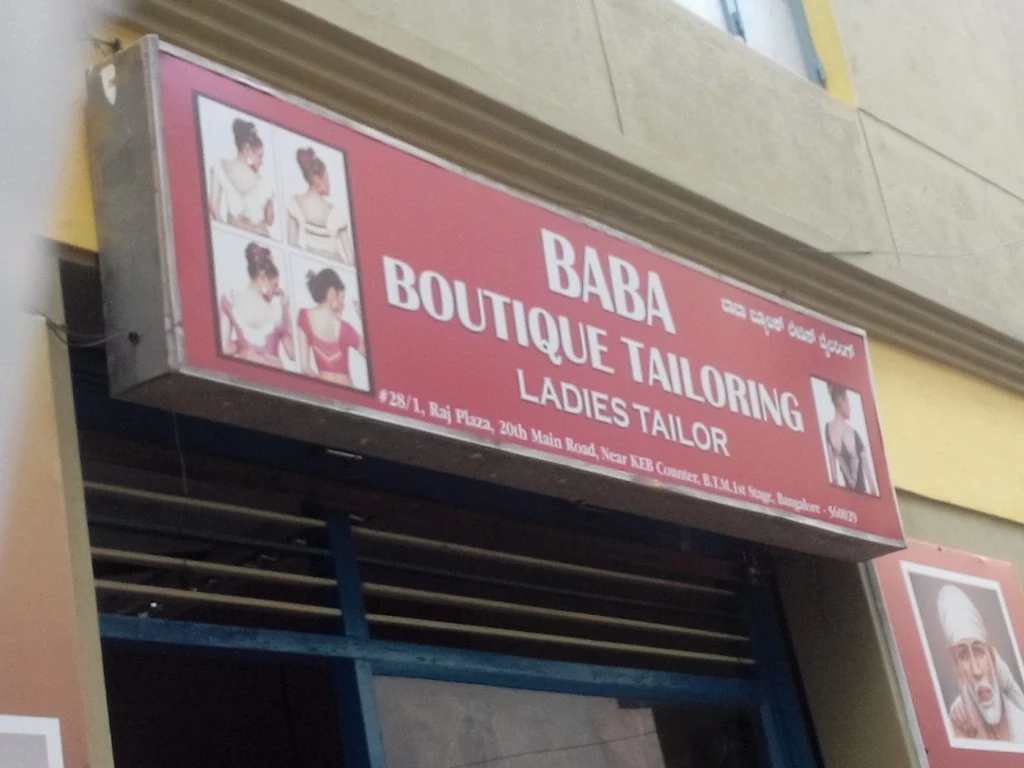 BABA
ಬಾಬಾ ಬ್ಯೂಟಿಕ್ ಲೇಡೀಸ್ ಟೈಲರಿಂಗ್
BOUTIQUE TAILORING
LADIES TAILOR
#28/1, Raj Plaza, 20th Main Road, Near KEB Counter, B.T.M.1st Stage, Bangalore - 560029